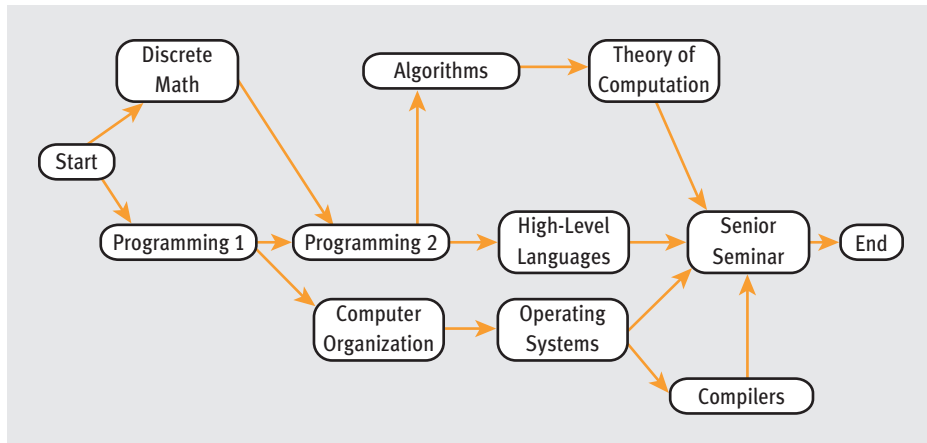 Discrete
Math
Algorithms
Theory of
Computation
Start
Programming 1
Programming 2
High-Level
Languages
Senior
Seminar
End
Computer
Organization
Operating
Systems
Compilers